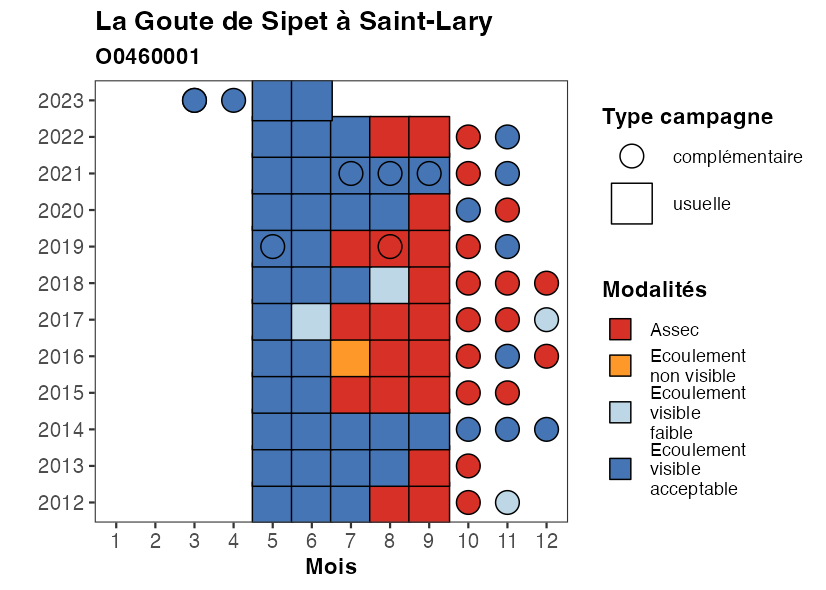 La Goute de Sipet à Saint-Lary
O0460001
2023
2022
2021
2020
2019
2018
2017
2016
2015
2014
2013
2012
1 2 3 4 5 6 7 8 9 10 11 12
Mois
Type campagne
complémentaire
usuelle
Modalités
Assec
Ecoulement
non visible
Ecoulement
visible
faible
Ecoulement
visible
acceptable